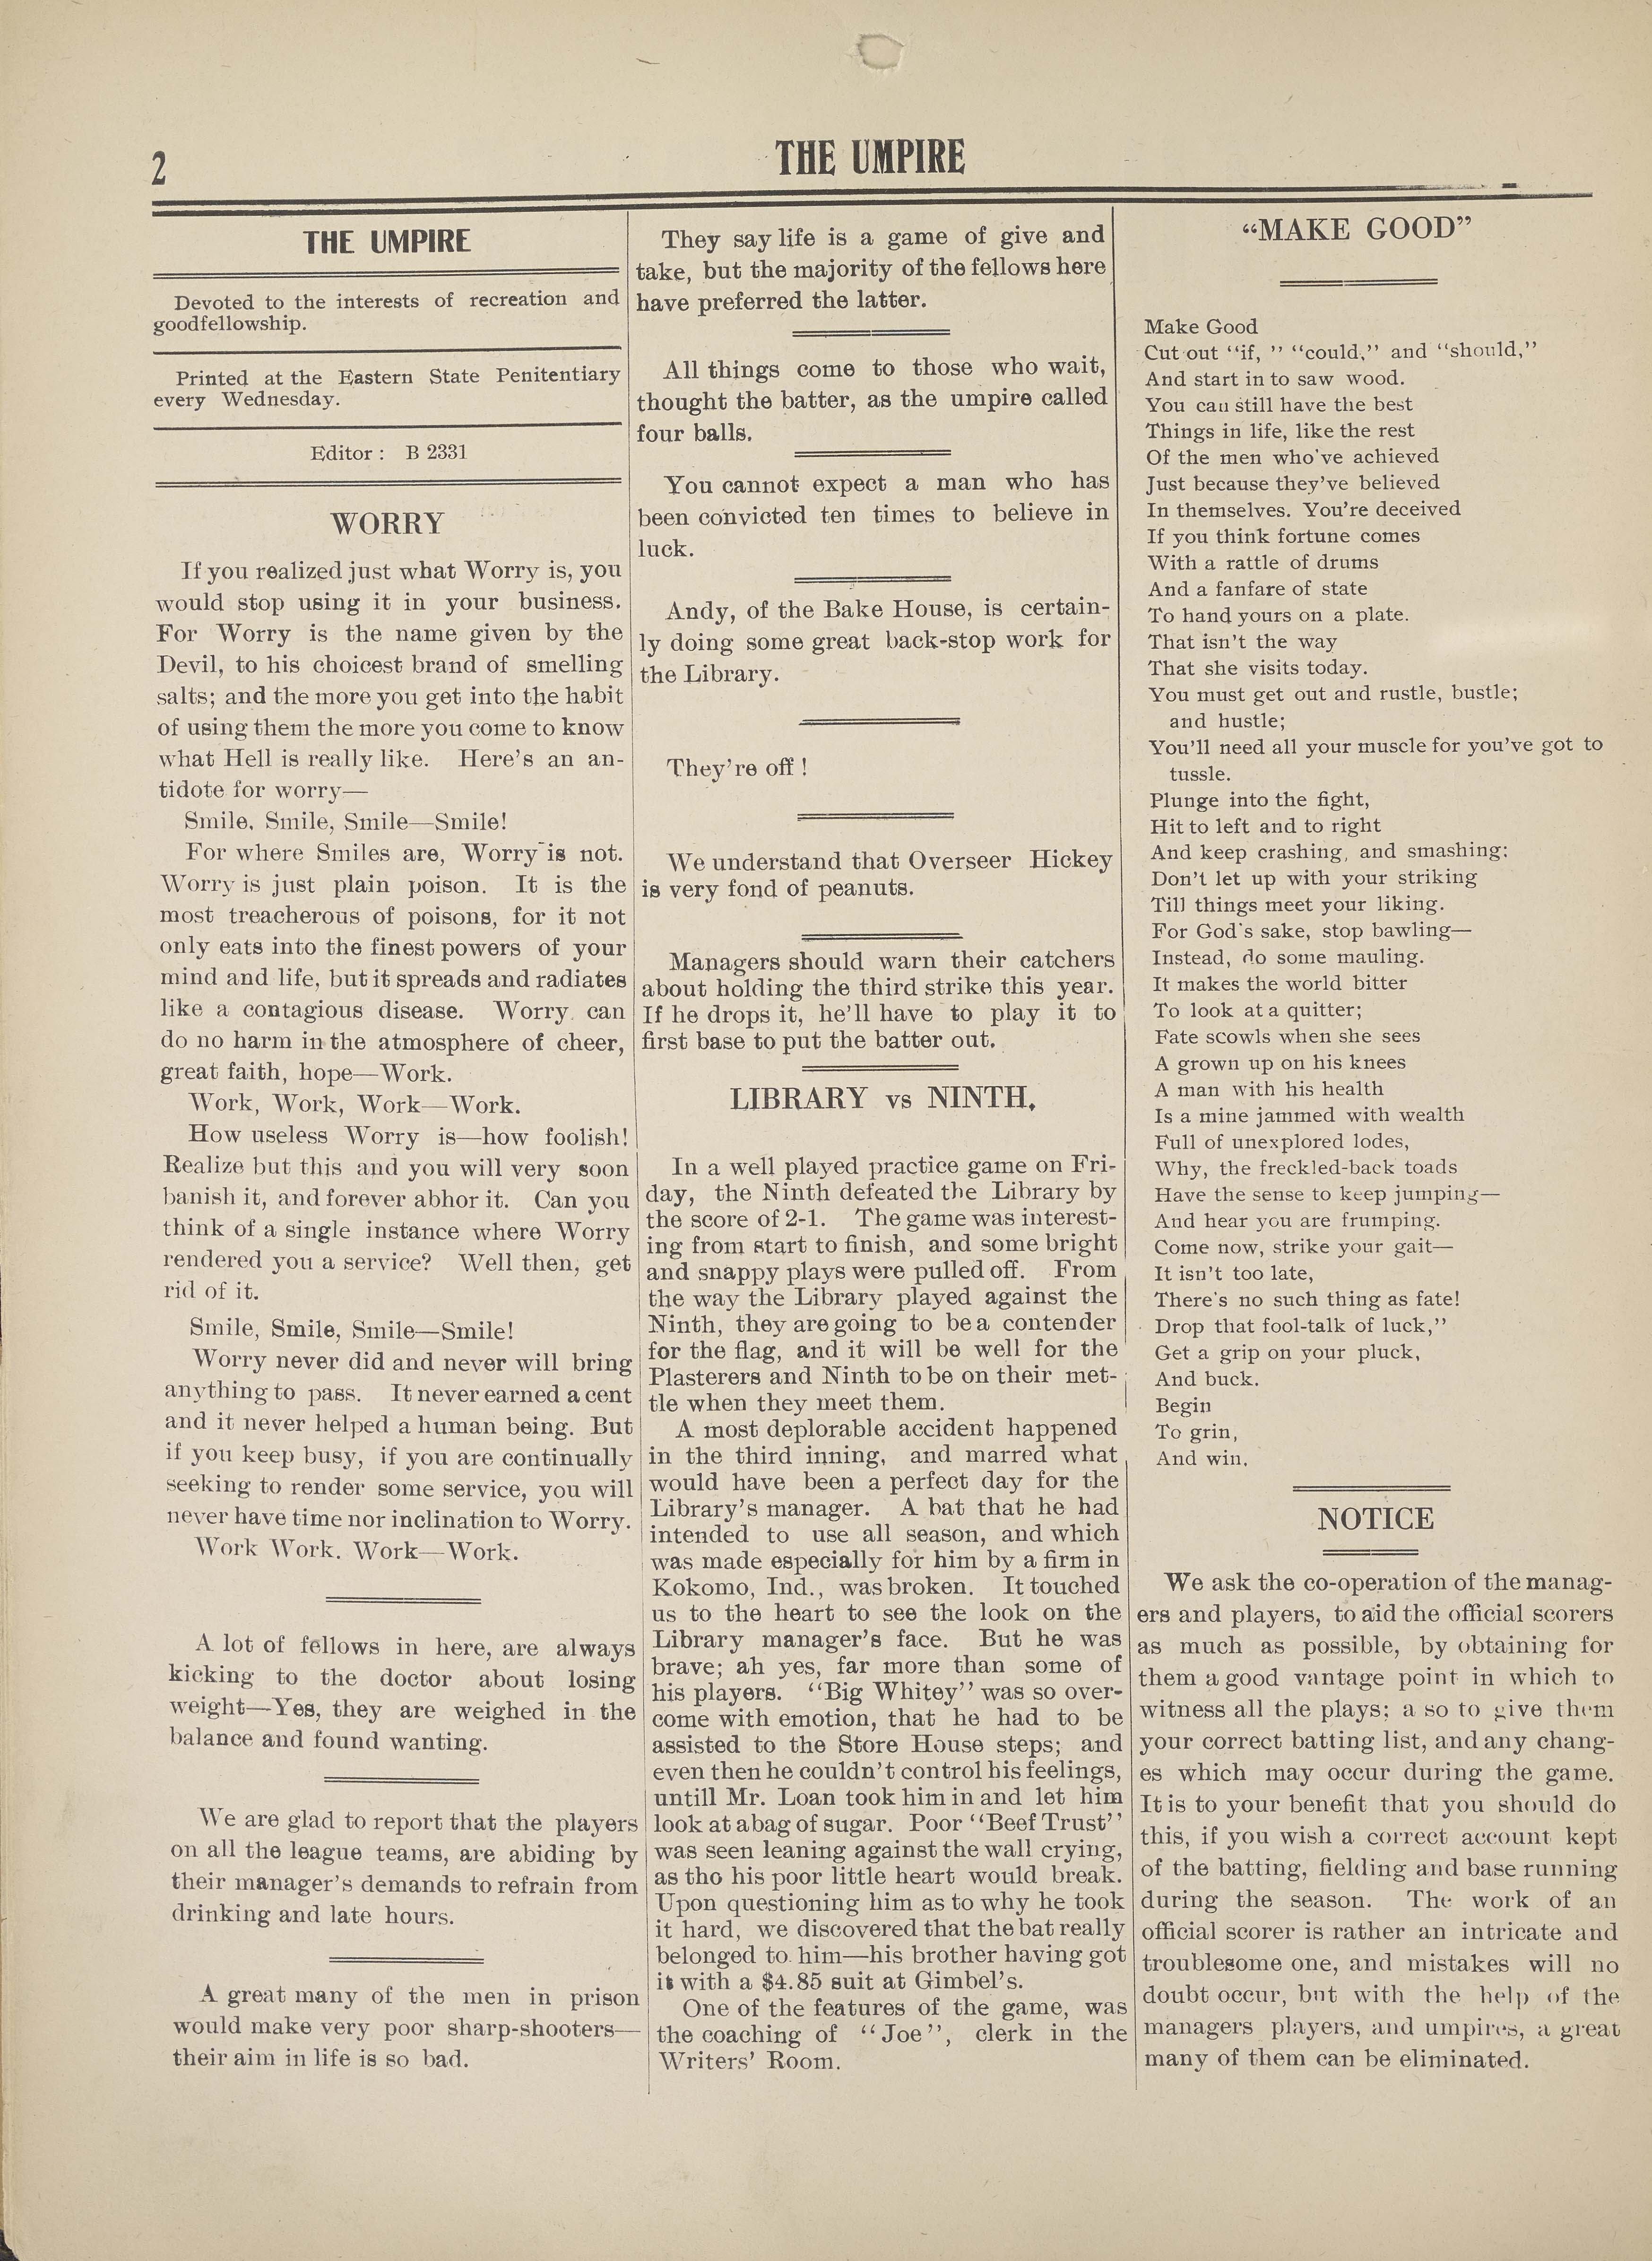 2
THE UMPIRE
THE UMPIRE
Devoted to the interests of recreation and
goodfellowship.
Printed at the Eastern State Penitentiary
every Wednesday.
Editor : B 2331
WORRY
If you realized just what Worry is, you
would stop using it in your business.
For Worry is the name given by the
Devil, to his choicest brand of smelling
salts; and the more you get into the habit
of using them the more you come to know
what Hell is really like. Here's an an-
tidote for worry—
Smile, Smile, Smile—Smile!
For where Smiles are, Worry is not.
Worry is just plain poison. It is the
most treacherous of poisons, for it not
only eats into the finest powers of your
mind and life, but it spreads and radiates
like a contagious disease. Worry can
do no harm in the atmosphere of cheer,
great faith, hope—Work.
Work, Work, Work—Work.
How useless Worry is—how foolish!
Realize but this and you will very soon
banish it, and forever abhor it. Can you
think of a single instance where Worry
rendered you a service? Well then, get
rid of it.
Smile, Smile, Smile—Smile!
Worry never did and never will bring
anything to pass. It never earned a cent
and it never helped a human being. But
if you keep busy, if you are continually
seeking to render some service, you will
never have time nor inclination to Worry.
Work Work. Work—Work.
A lot of fellows in here, are always
kicking to the doctor about losing
weight—Yes, they are weighed in the
balance and found wanting.
We are glad to report that the players
on all the league teams, are abiding by
their manager's demands to refrain from
drinking and late hours.
A great many of the men in prison
would make very poor sharp-shooters—
their aim in life is so bad.
They say life is a game of give and
take, but the majority of the fellows here
have preferred the latter.
All things come to those who wait,
thought the batter, as the umpire called
four balls.
You cannot expect a man who has
been convicted ten times to believe in
luck.
Andy, of the Bake House, is certain-
ly doing some great back-stop work for
the Library.
They're off !
We understand that Overseer Hickey
is very fond of peanuts.
Managers should warn their catchers
about holding the third strike this year.
If he drops it, he'll have to play it to
first base to put the batter out.
LIBRARY vs NINTH.
In a well played practice game on Fri-
day, the Ninth defeated the Library by
the score of 2-1. The game was interest-
ing from start to finish, and some bright
and snappy plays were pulled off. From
the way the Library played against the
Ninth, they are going to be a contender
for the flag, and it will be well for the
Plasterers and Ninth to be on their met-
tle when they meet them.
A most deplorable accident happened
in the third inning, and marred what
would have been a perfect day for the
Library's manager. A bat that he had
intended to use all season, and which
was made especially for him by a firm in
Kokomo, Ind., was broken. It touched
us to the heart to see the look on the
Library manager's face. But he was
brave; ah yes, far more than some of
his players. "Big Whitey" was so over-
come with emotion, that he had to be
assisted to the Store House steps; and
even then he couldn't control his feelings,
untill Mr. Loan took him in and let him
look at a bag of sugar. Poor "Beef Trust"
was seen leaning against the wall crying,
as tho his poor little heart would break.
Upon questioning him as to why he took
it hard, we discovered that the bat really
belonged to him—his brother having got
it with a $4.85 suit at Gimbel's.
One of the features of the game, was
the coaching of "Joe", clerk in the
Writers' Room.
"MAKE GOOD"
Make Good
Cut out "if, " "could," and "should,"
And start in to saw wood.
You can still have the best
Things in life, like the rest
Of the men who've achieved
Just because they've believed
In themselves. You're deceived
If you think fortune comes
With a rattle of drums
And a fanfare of state
To hand yours on a plate.
That isn't the way
That she visits today.
You must get out and rustle, bustle;
and hustle;
You'll need all your muscle for you've got to
tussle.
Plunge into the fight,
Hit to left and to right
And keep crashing, and smashing:
Don't let up with your striking
Till things meet your liking.
For God's sake, stop bawling—
Instead, do some mauling.
It makes the world bitter
To look at a quitter;
Fate scowls when she sees
A grown up on his knees
A man with his health
Is a mine jammed with wealth
Full of unexplored lodes,
Why, the freckled-back toads
Have the sense to keep jumping—
And hear you are frumping.
Come now, strike your gait—
It isn't too late,
There's no such thing as fate!
Drop that fool-talk of luck,"
Get a grip on your pluck,
And buck.
Begin
To grin,
And win.
NOTICE
We ask the co-operation of the manag-
ers and players, to aid the official scorers
as much as possible, by obtaining for
them a good vantage point in which to
witness all the plays; a so to give them
your correct batting list, and any chang-
es which may occur during the game.
It is to your benefit that you should do
this, if you wish a correct account kept
of the batting, fielding and base running
during the season. The work of an
official scorer is rather an intricate and
troublesome one, and mistakes will no
doubt occur, but with the help of the
managers players, and umpires, a great
many of them can be eliminated.